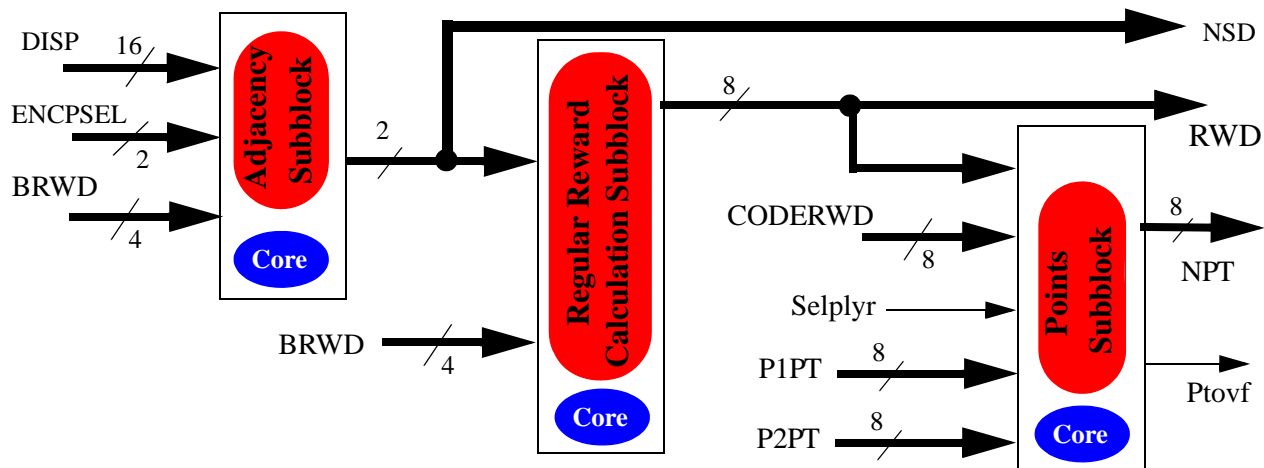 DISP
16
ENCPSEL
2
BRWD
4
Adjacency
Subblock
Core
2
NSD
BRWD
4
Regular Reward
Calculation Subblock
Core
8
RWD
CODERWD
8
Selplyr
P1PT
8
P2PT
8
Points
Subblock
Core
8
NPT
Ptovf